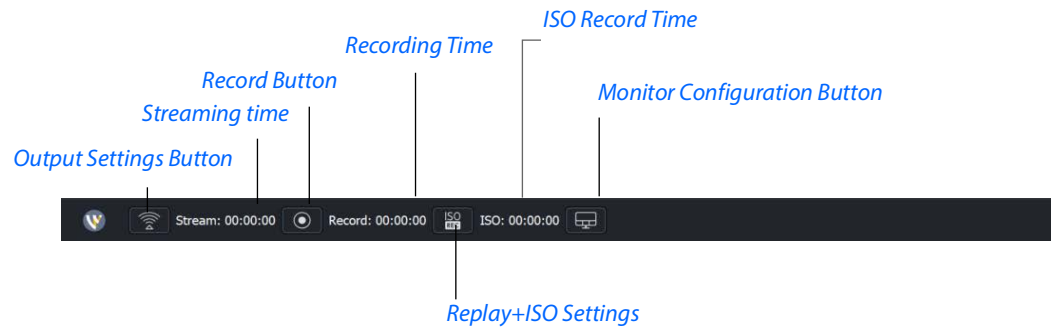 ISO Record Time
Recording Time
Record Button
Monitor Configuration Button
Streaming time
Output Settings Button
Stream: 00:00:00
Record: 00:00:00
ISO
ISO: 00:00:00
Replay+ISO Settings